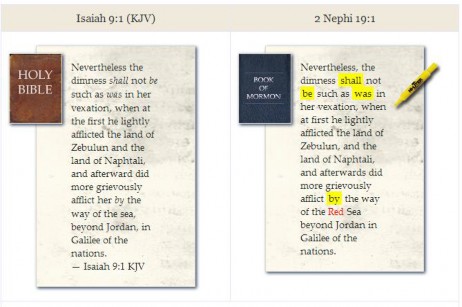 Isaiah 9:1 (KJV)
HOLY
BIBLE
Nevertheless the
dimness shall not be
such as was in her
vexation, when at
the first he lightly
afflicted the land of
Zebulun and the
land of Naphtali,
and afterward did
more grievously
afflict her by the
way of the sea,
beyond Jordan, in
Galilee of the
nations.
— Isaiah 9:1 KJV
2 Nephi 19:1
BOOK
OF
MORMON
Nevertheless, the
dimness shall not
be such as was in
her vexation, when
at first he lightly
afflicted the land of
Zebulun, and the
land of Naphtali,
and afterwards did
more grievously
afflict by the way
of the Red Sea
beyond Jordan in
Galilee of the
nations.